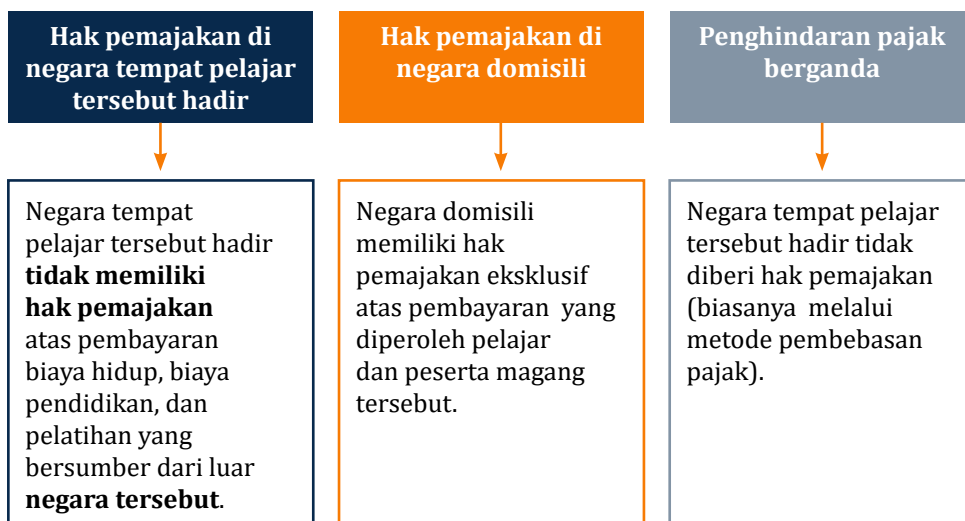 Hak pemajakan di
negara tempat pelajar
tersebut hadir
Hak pemajakan di
negara domisili
Penghindaran pajak
berganda
Negara tempat
pelajar tersebut hadir
tidak memiliki
hak pemajakan
atas pembayaran
biaya hidup, biaya
pendidikan, dan
pelatihan yang
bersumber dari luar
negara tersebut.
Negara domisili
memiliki hak
pemajakan eksklusif
atas pembayaran yang
diperoleh pelajar
dan peserta magang
tersebut.
Negara tempat pelajar
tersebut hadir tidak
diberi hak pemajakan
(biasanya melalui
metode pembebasan
pajak).